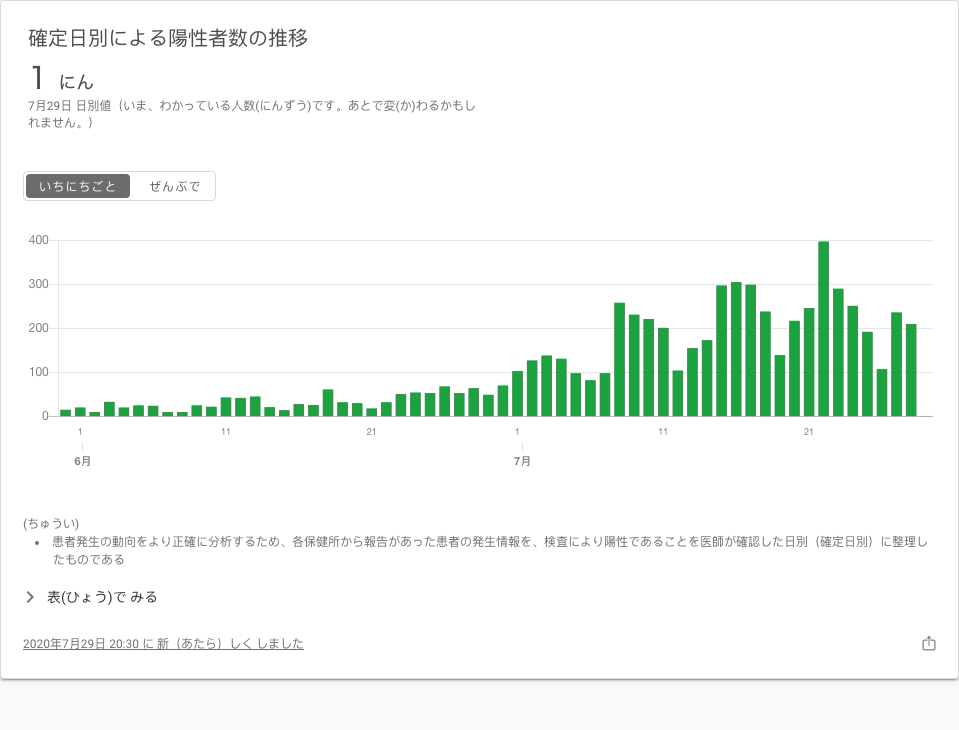 確定日別による陽性者数の推移
1 にん
7月29日 日別値（いま、わかっている人数(にんずう)です。あとで変(か)わるかもし
れません。）
いちにちごと ぜんぶで
400
300
200
100
0
1 11 21 1 11 21
6月 7月
(ちゅうい)
• 患者発生の動向をより正確に分析するため、各保健所から報告があった患者の発生情報を、検査により陽性であることを医師が確認した日別（確定日別）に整理し
たものである
表(ひょう)で みる
2020年7月29日 20:30 に 新（あたら）しく しました